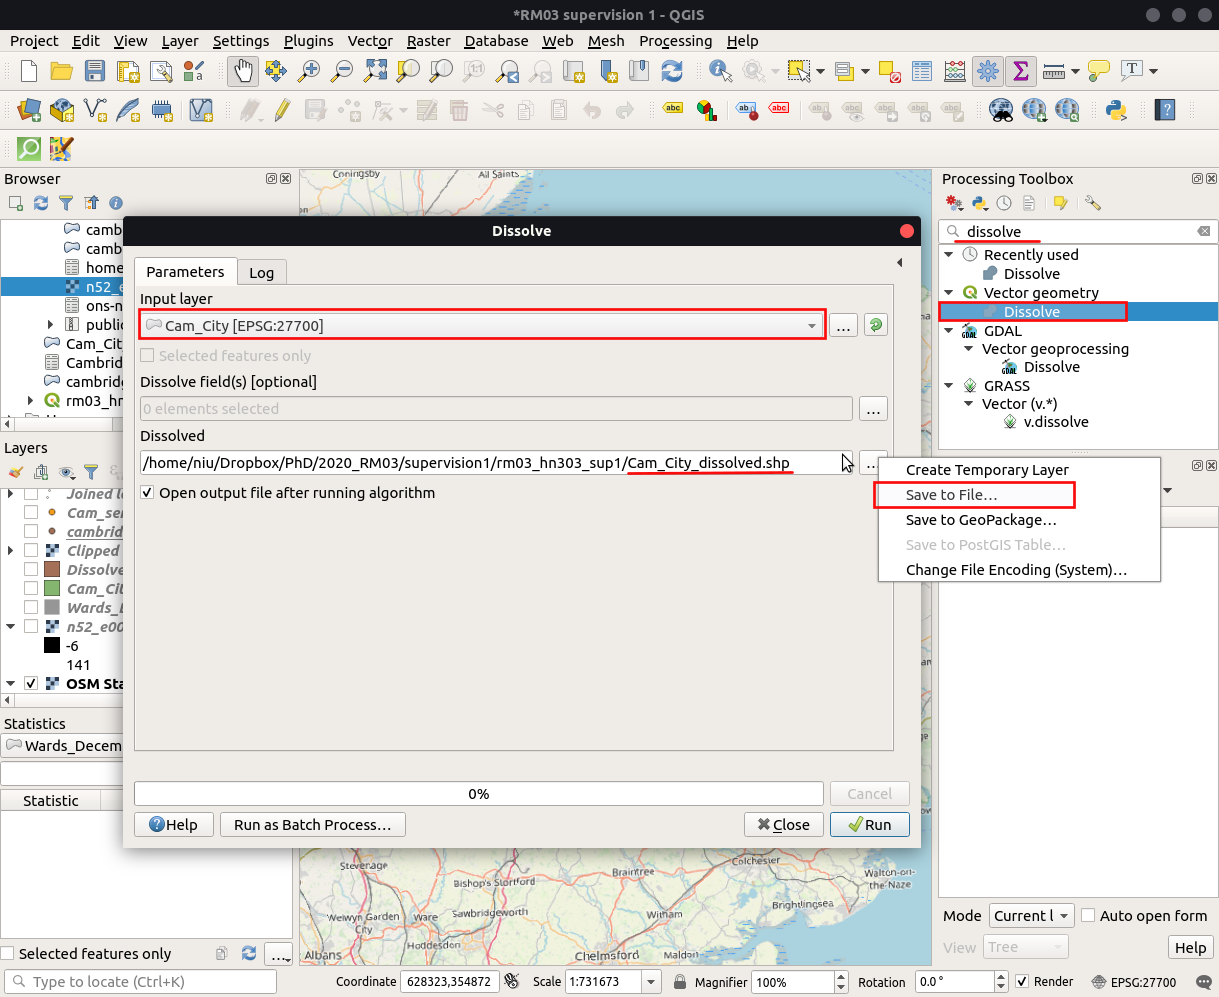 *RM03 supervision 1 - QGIS
Project Edit View Layer Settings Plugins Vector Raster Database Web Mesh Processing Help
1:1
abc abc abc
Browser
camb
camb
home
n52_e
ons-n
public
Cam_Cit
Cambrid
cambridg
rm03_hn
Layers
Joined l
Cam_se
cambrid
Clipped
Dissolve
Cam_Cit
Wards_
n52_e00
-6
141
OSM Sta
Statistics
Wards_Decem
Statistic
Selected features only
Coningsby
Ail Saints
Dissolve
Parameters
Log
Input layer
Cam_City [EPSG:27700]
...
Selected features only
Dissolve field(s) [optional]
0 elements selected
...
Dissolved
/home/niu/Dropbox/PhD/2020_RM03/supervision1/rm03_hn303_sup1/Cam_City_dissolved.shp
Open output file after running algorithm
0%
Cancel
Help
Run as Batch Process…
Close
Run
Create Temporary Layer
Save to File…
Save to GeoPackage…
Save to PostGIS Table…
Change File Encoding (System)…
Processing Toolbox
dissolve
Recently used
Dissolve
Vector geometry
Dissolve
GDAL
Vector geoprocessing
Dissolve
GRASS
Vector (v.*)
v.dissolve
Stevenage
Bishop's Stortford
Braintree
Colchester
Walton-on-
the-Naze
Welwyn Garden
City
Ware
Sawbridgeworth
Witham
Brightlingsea
Hoddesdon
Chelmsford
Maldon
Albans
Mode Current l Auto open form
View Tree Help
Type to locate (Ctrl+K)
Coordinate 628323,354872 Scale 1:731673 Magnifier 100% Rotation 0.0 ° Render EPSG:27700